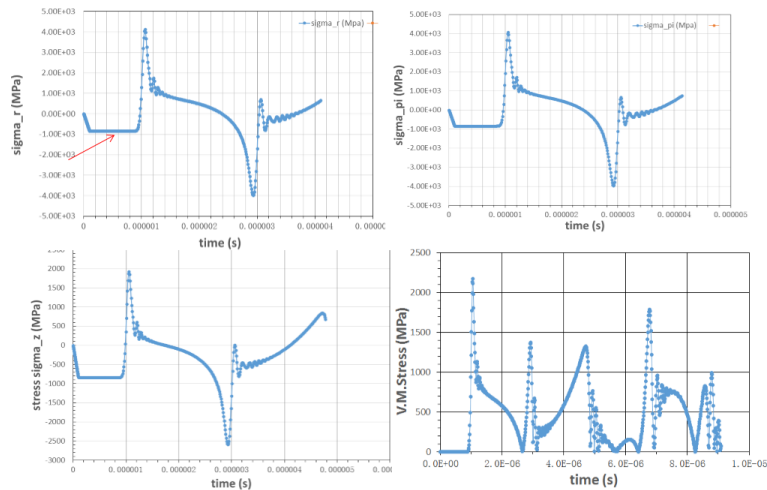 5.00E+03
4.00E+03
3.00E+03
2.00E+03
1.00E+03
0.00E+00
-1.00E+03
-2.00E+03
-3.00E+03
-4.00E+03
-5.00E+03
sigma_r (MPa)
sigma_r (Mpa)
0 0.000001 0.000002 0.000003 0.000004 0.00000
time (s)
5.00E+03
4.00E+03
3.00E+03
2.00E+03
1.00E+03
0.00E+00
-1.00E+03
-2.00E+03
-3.00E+03
-4.00E+03
-5.00E+03
sigma_pi (MPa)
sigma_pi (Mpa)
0 0.000001 0.000002 0.000003 0.000004 0.000005
time (s)
2500
2000
1500
1000
500
0
-500
-1000
-1500
-2000
-2500
-3000
stress sigma_z (MPa)
0 0.000001 0.000002 0.000003 0.000004 0.000005 0.0
time (s)
2500
2000
1500
1000
500
0
V.M.Stress (MPa)
0.0E+00 2.0E-06 4.0E-06 6.0E-06 8.0E-06 1.0E-05
time (s)